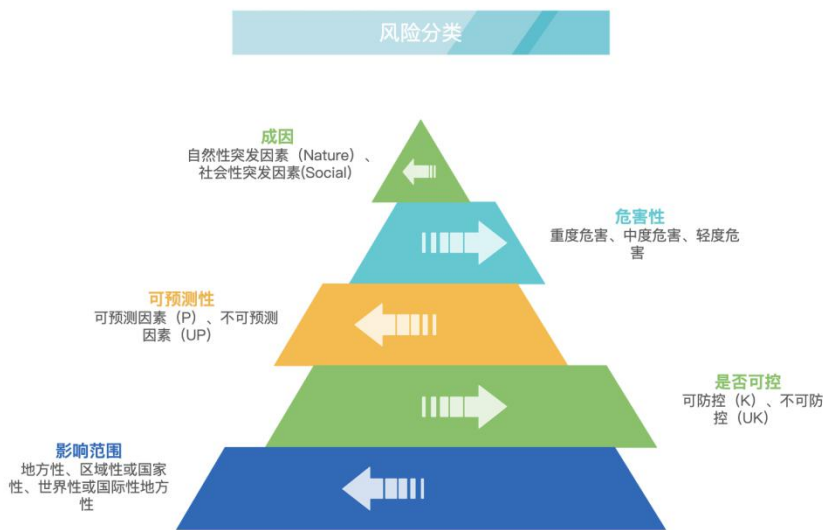 风险分类
成因
自然性突发因素（Nature）、
社会性突发因素(Social)
危害性
重度危害、中度危害、轻度危
害
可预测性
可预测因素（P）、不可预测
因素（UP）
是否可控
可防控（K）、不可防
控（UK）
影响范围
地方性、区域性或国家
性、世界性或国际性地方
性